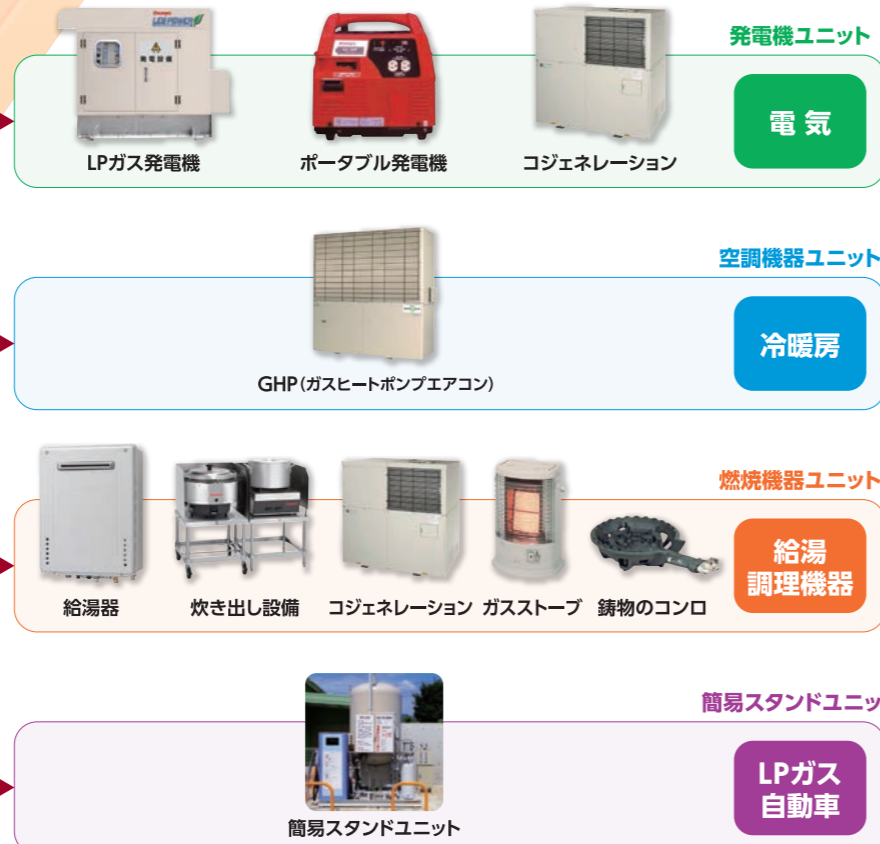 LPG POWER
発電設備
発電機ユニット
電気
LPガス発電機
ポータブル発電機
コジェネレーション
空調機器ユニット
冷暖房
GHP(ガスヒートポンプエアコン)
燃焼機器ユニット
給湯
調理機器
給湯器
炊き出し設備
コジェネレーション
ガスストーブ
鋳物のコンロ
簡易スタンドユニッ
LPガス
自動車
簡易スタンドユニット